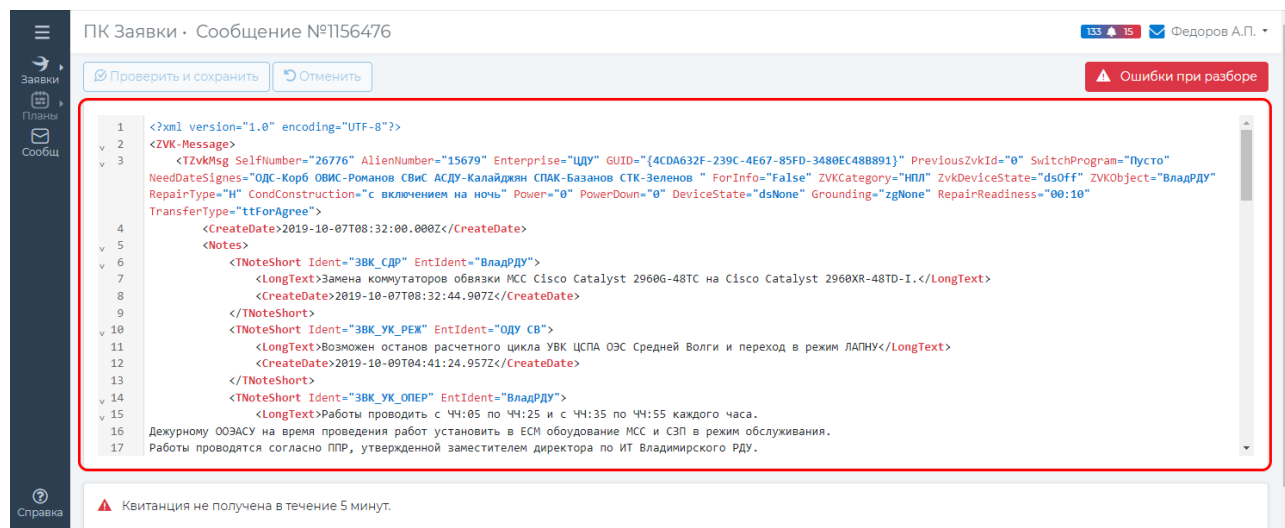 ПК Заявки • Сообщение №1156476
133 15 Федоров А.П.
Заявки
Планы
Сообщ
Справка
Проверить и сохранить Отменить Ошибки при разборе
1 <?xml version="1.0" encoding="UTF-8"?>
2 <ZVK-Message>
3 <TZvkMsg SelfNumber="26776" AlienNumber="15679" Enterprise="ЦДУ" GUID="{4CDA632F-239C-4E67-85FD-3480EC48B891}" PreviousZvkId="0" SwitchProgram="Пусто"
NeedDateSignes="ОДС-Корб ОВИС-Романов СВиС АСДУ-Калайджян СПАК-Базанов СТК-Зеленов " ForInfo="False" ZVKCategory="НПЛ" ZvkDeviceState="dsOff" ZVKObject="ВладРДУ"
RepairType="Н" CondConstruction="с включением на ночь" Power="0" PowerDown="0" DeviceState="dsNone" Grounding="zgNone" RepairReadiness="00:10"
TransferType="ttForAgree">
4 <CreateDate>2019-10-07T08:32:00.000Z</CreateDate>
5 <Notes>
6 <TNoteShort Ident="ЗВК_СДР" EntIdent="ВладРДУ">
7 <LongText>Замена коммутаторов обвязки МСС Cisco Catalyst 2960G-48TC на Cisco Catalyst 2960XR-48TD-I.</LongText>
8 <CreateDate>2019-10-07T08:32:44.907Z</CreateDate>
9 </TNoteShort>
10 <TNoteShort Ident="ЗВК_УК_РЕЖ" EntIdent="ОДУ СВ">
11 <LongText>Возможен останов расчетного цикла УВК ЦСПА ОЭС Средней Волги и переход в режим ЛАПНУ</LongText>
12 <CreateDate>2019-10-09T04:41:24.957Z</CreateDate>
13 </TNoteShort>
14 <TNoteShort Ident="ЗВК_УК_ОПЕР" EntIdent="ВладРДУ">
15 <LongText>Работы проводить с ЧЧ:05 по ЧЧ:25 и с ЧЧ:35 по ЧЧ:55 каждого часа.
16 Дежурному ООЭАСУ на время проведения работ установить в ЕСМ обоудование МСС и СЗП в режим обслуживания.
17 Работы проводятся согласно ППР, утвержденной заместителем директора по ИТ Владимирского РДУ.
Квитанция не получена в течение 5 минут.